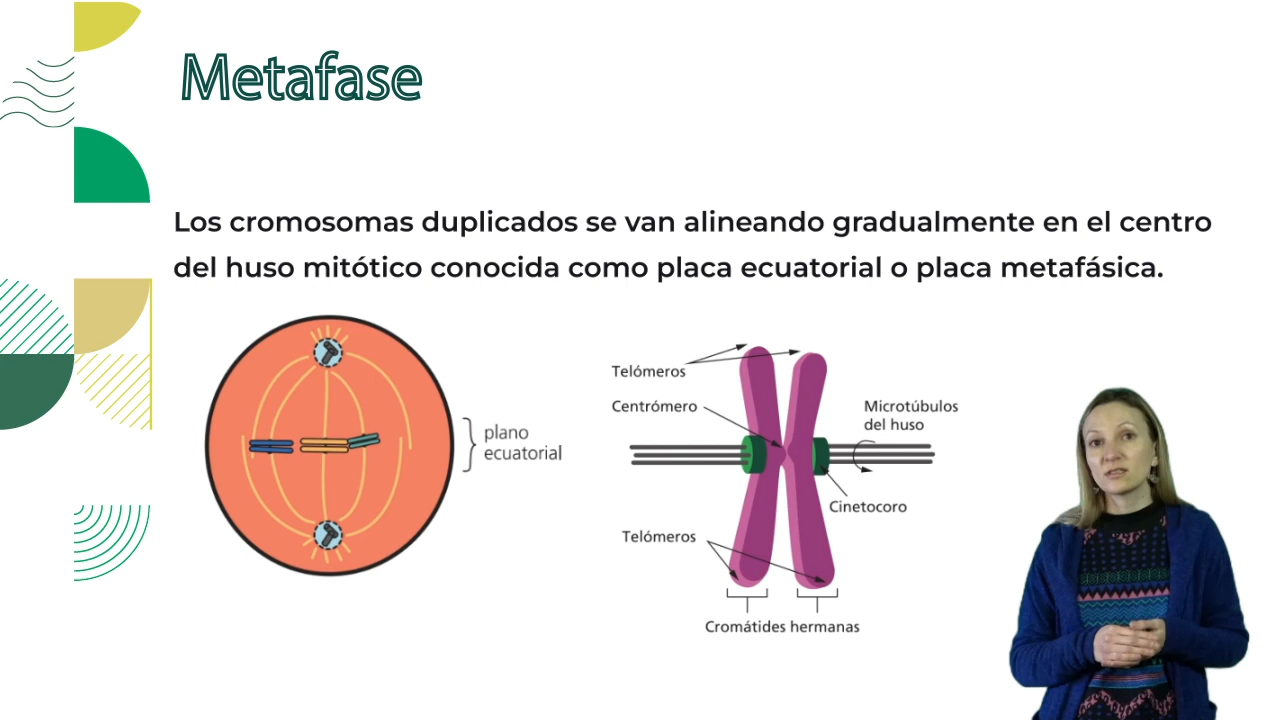 Metafase
Los cromosomas duplicados se van alineando gradualmente en el centro
del huso mitótico conocida como placa ecuatorial o placa metafásica.
plano
ecuatorial
Telómeros
Centrómero
Microtúbulos
del huso
Cinetocoro
Telómeros
Cromátides hermanas